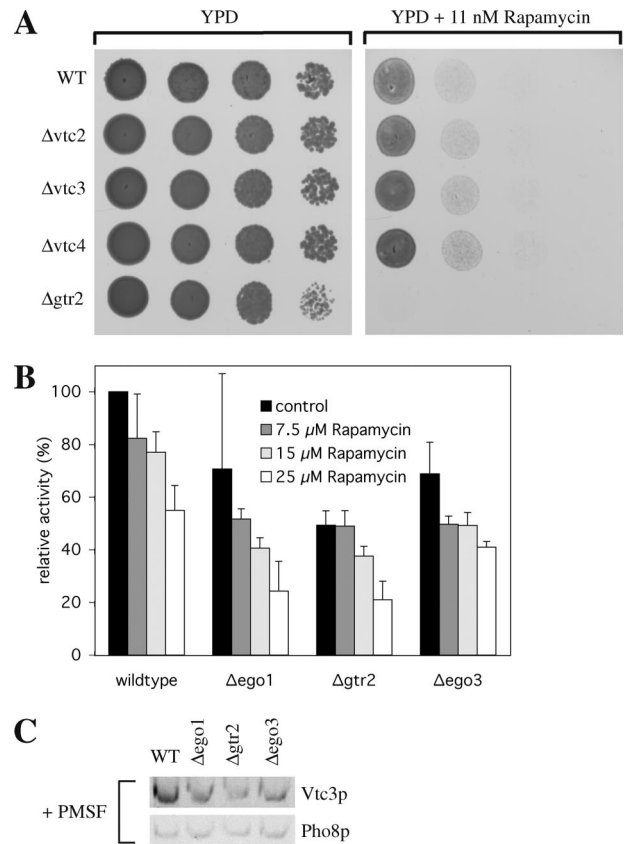 A
YPD
YPD + 11 nM Rapamycin
WT
Δvtc2
Δvtc3
Δvtc4
Δgtr2
B
relative activity (%)
100
80
60
40
20
0
control
7.5 µM Rapamycin
15 µM Rapamycin
25 µM Rapamycin
wildtype
Δego1
Δgtr2
Δego3
C
WT
Δego1
Δgtr2
Δego3
+ PMSF
Vtc3p
Pho8p